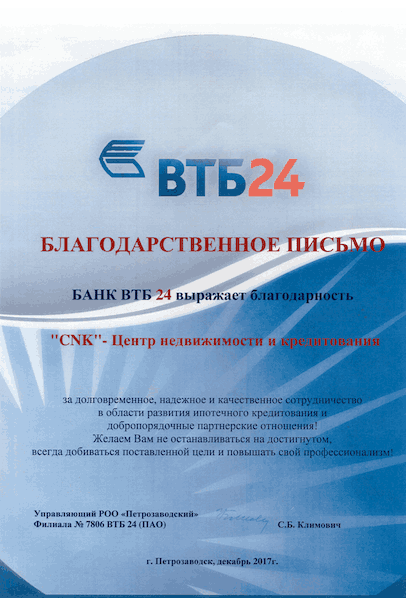 ВТБ24
БЛАГОДАРСТВЕННОЕ ПИСЬМО
БАНК ВТБ 24 выражает благодарность
"CNK"- Центр недвижимости и кредитования
за долговременное, надежное и качественное сотрудничество
в области развития ипотечного кредитования и
добропорядочные партнерские отношения!
Желаем Вам не останавливаться на достигнутом,
всегда добиваться поставленной цели и повышать свой профессионализм!
Управляющий РОО «Петрозаводский»
Филиала № 7806 ВТБ 24 (ПАО)
С.Б. Климович
г. Петрозаводск, декабрь 2017г.